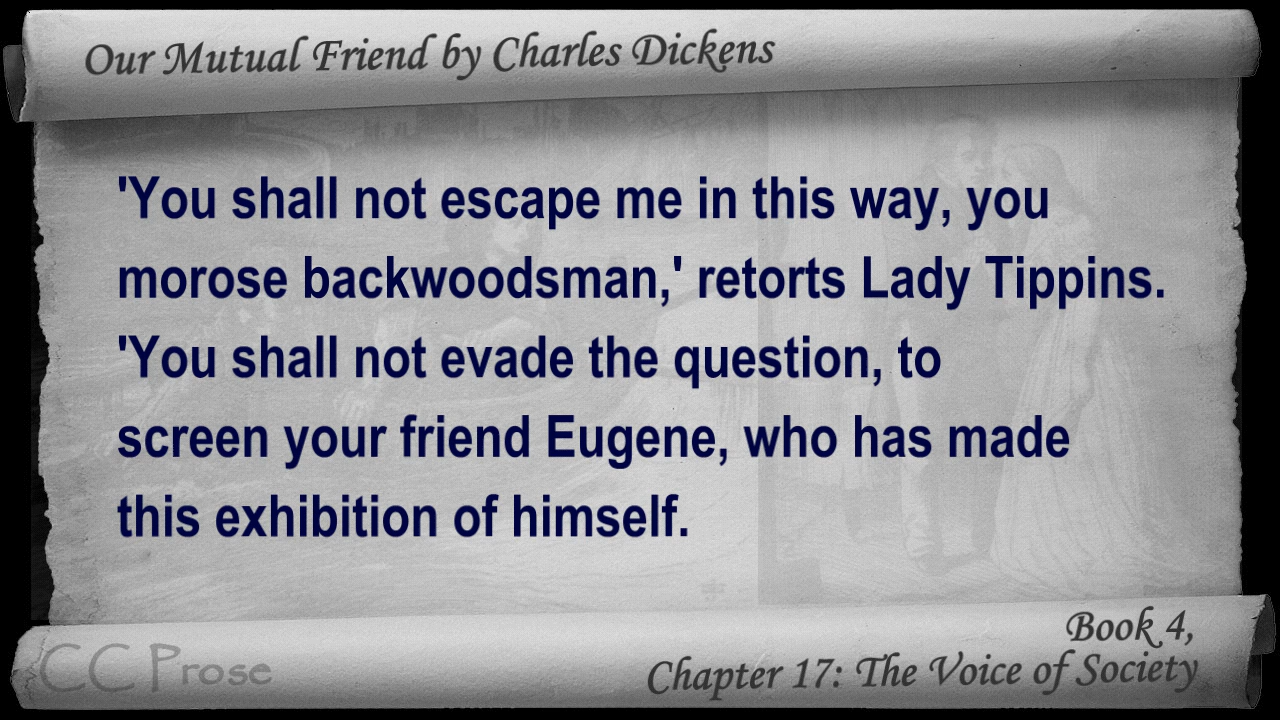 Our Mutual Friend by Charles Dickens
'You shall not escape me in this way, you
morose backwoodsman,' retorts Lady Tippins.
'You shall not evade the question, to
screen your friend Eugene, who has made
this exhibition of himself.
Book 4,
Chapter 17: The Voice of Society
CC Prose